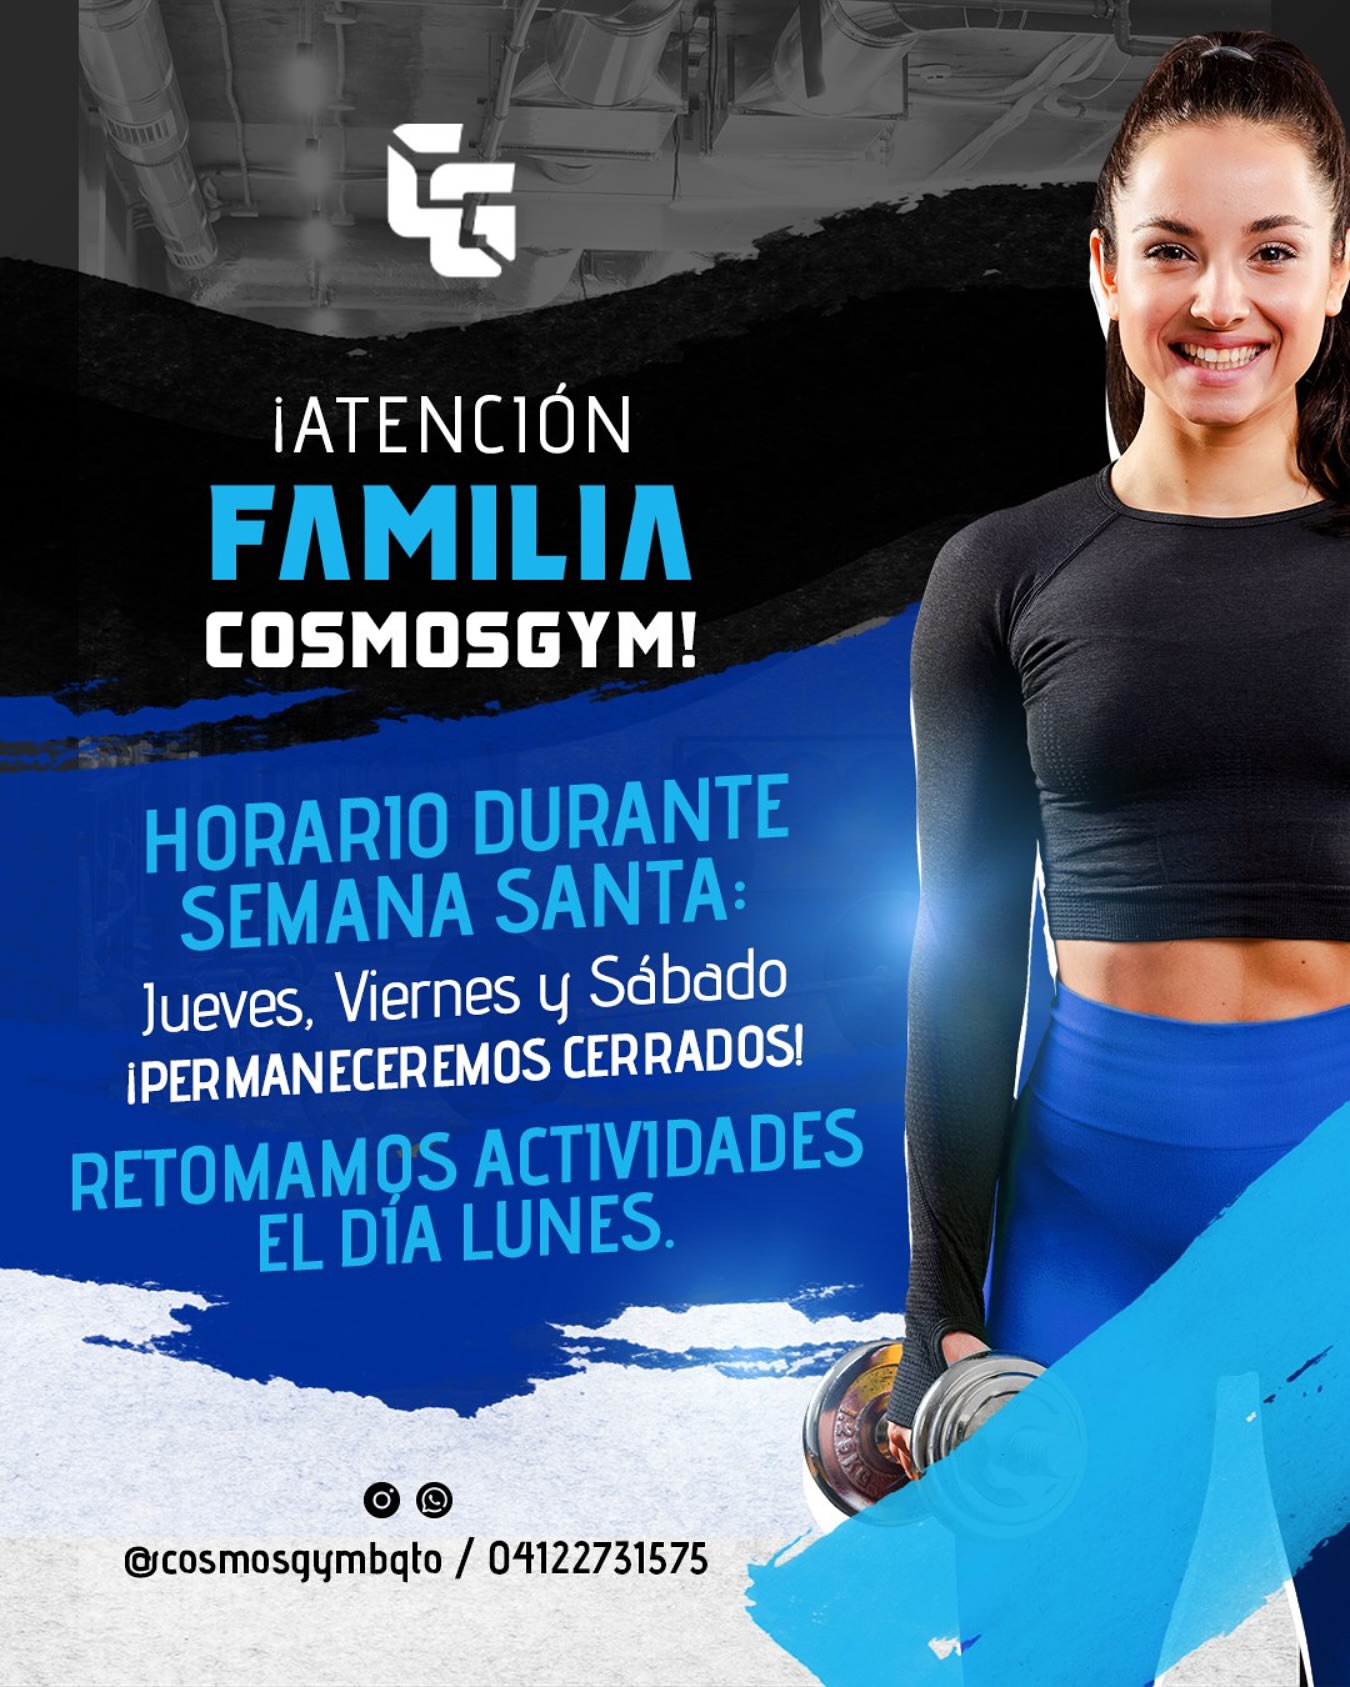 ¡ATENCIÓN
FAMILIA
COSMOSGYM!
HORARIO DURANTE
SEMANA SANTA:
Jueves, Viernes y Sábado
¡PERMANECEREMOS CERRADOS!
RETOMAMOS ACTIVIDADES
EL DÍA LUNES.
@cosmosgymbqto / 04122731575